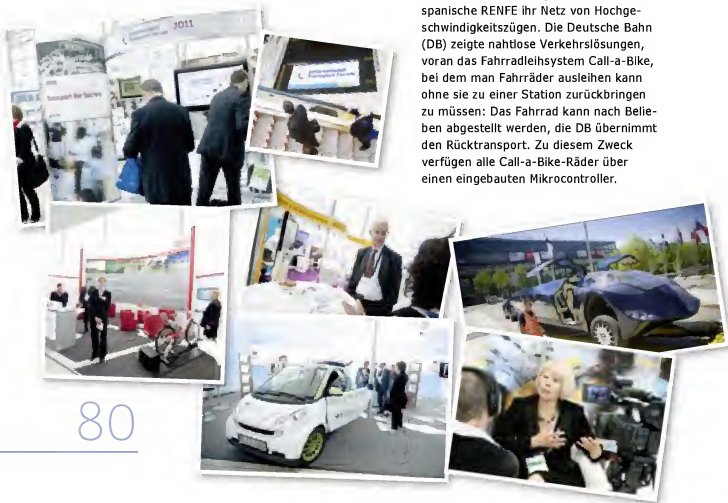 2011
Transport for Society
spanische RENFE ihr Netz von Hochge-
schwindigkeitszügen. Die Deutsche Bahn
(DB) zeigte nahtlose Verkehrslösungen,
voran das Fahrradleihsystem Call-a-Bike,
bei dem man Fahrräder ausleihen kann
ohne sie zu einer Station zurückbringen
zu müssen: Das Fahrrad kann nach Belie-
ben abgestellt werden, die DB übernimmt
den Rücktransport. Zu diesem Zweck
verfügen alle Call-a-Bike-Räder über
einen eingebauten Mikrocontroller.
80